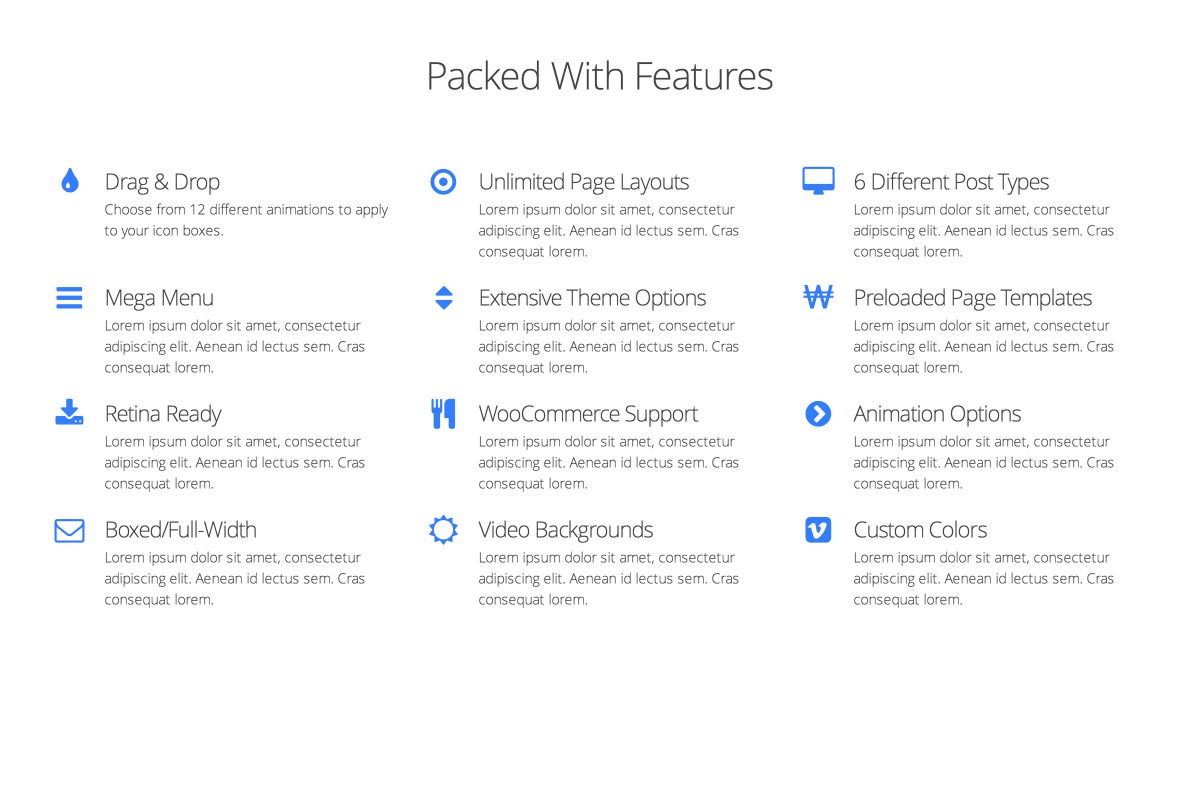 Packed With Features
Drag & Drop
Choose from 12 different animations to apply
to your icon boxes.
Unlimited Page Layouts
Lorem ipsum dolor sit amet, consectetur
adipiscing elit. Aenean id lectus sem. Cras
consequat lorem.
6 Different Post Types
Lorem ipsum dolor sit amet, consectetur
adipiscing elit. Aenean id lectus sem. Cras
consequat lorem.
Mega Menu
Lorem ipsum dolor sit amet, consectetur
adipiscing elit. Aenean id lectus sem. Cras
consequat lorem.
Extensive Theme Options
Lorem ipsum dolor sit amet, consectetur
adipiscing elit. Aenean id lectus sem. Cras
consequat lorem.
Preloaded Page Templates
Lorem ipsum dolor sit amet, consectetur
adipiscing elit. Aenean id lectus sem. Cras
consequat lorem.
Retina Ready
Lorem ipsum dolor sit amet, consectetur
adipiscing elit. Aenean id lectus sem. Cras
consequat lorem.
WooCommerce Support
Lorem ipsum dolor sit amet, consectetur
adipiscing elit. Aenean id lectus sem. Cras
consequat lorem.
Animation Options
Lorem ipsum dolor sit amet, consectetur
adipiscing elit. Aenean id lectus sem. Cras
consequat lorem.
Boxed/Full-Width
Lorem ipsum dolor sit amet, consectetur
adipiscing elit. Aenean id lectus sem. Cras
consequat lorem.
Video Backgrounds
Lorem ipsum dolor sit amet, consectetur
adipiscing elit. Aenean id lectus sem. Cras
consequat lorem.
Custom Colors
Lorem ipsum dolor sit amet, consectetur
adipiscing elit. Aenean id lectus sem. Cras
consequat lorem.